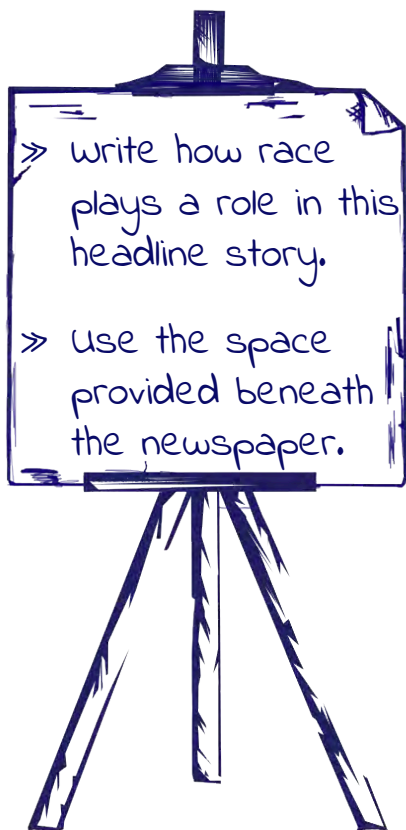 » Write how race
plays a role in this
headline story.
» Use the space
provided beneath
the newspaper.